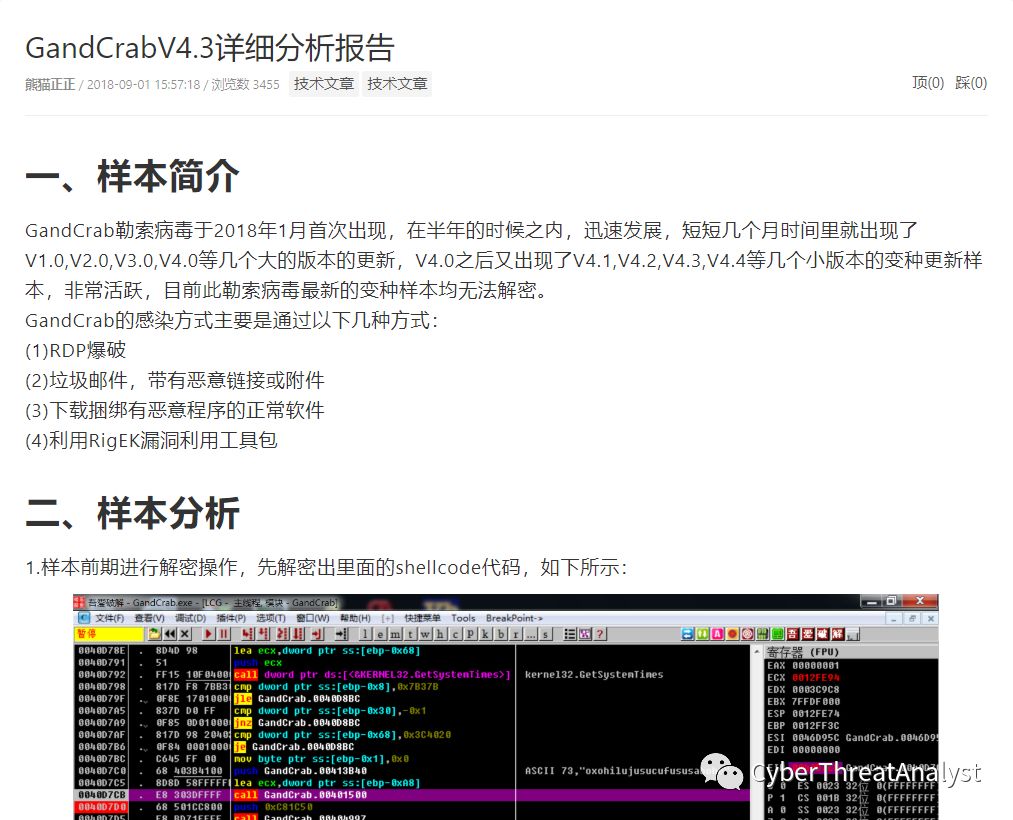 GandCrabV4.3详细分析报告
熊猫正正 / 2018-09-01 15:57:18 / 浏览数 3455 技术文章 技术文章 顶(0) 踩(0)
一、样本简介
GandCrab勒索病毒于2018年1月首次出现，在半年的时候之内，迅速发展，短短几个月时间里就出现了
V1.0,V2.0,V3.0,V4.0等几个大的版本的更新，V4.0之后又出现了V4.1,V4.2,V4.3,V4.4等几个小版本的变种更新样
本，非常活跃，目前此勒索病毒最新的变种样本均无法解密。
GandCrab的感染方式主要是通过以下几种方式：
(1)RDP爆破
(2)垃圾邮件，带有恶意链接或附件
(3)下载捆绑有恶意程序的正常软件
(4)利用RigEK漏洞利用工具包
二、样本分析
1.样本前期进行解密操作，先解密出里面的shellcode代码，如下所示：
吾爱破解 - GandCrab.exe - [LCG - 主线程, 模块 - GandCrab]
文件(F) 查看(V) 调试(D) 插件(P) 选项(T) 窗口(W) 帮助(H) [+] 快捷菜单 Tools BreakPoint->
暂停 l e m t w h c p k b r ... s ?
寄存器 (FPU)
0040D78E . 8D4D 98 lea ecx,dword ptr ss:[ebp-0x68]
0040D791 . 51 push ecx
EAX 00000001
0040D792 . FF15 10F0400 call dword ptr ds:[<&KERNEL32.GetSystemTimes>] kernel32.GetSystemTimes
ECX 0012FE94
0040D798 . 817D F8 7BB3 cmp dword ptr ss:[ebp-0x8],0x7B37B
EDX 0003C9C8
0040D79F . 0F8E 1701000 jle GandCrab.0040D8BC
EBX 7FFDF000
0040D7A5 . 837D D0 FF cmp dword ptr ss:[ebp-0x30],-0x1
ESP 0012FE74
0040D7A9 . 0F85 0D01000 jnz GandCrab.0040D8BC
EBP 0012FF3C
0040D7AF . 817D 98 2040 cmp dword ptr ss:[ebp-0x68],0x3C4020
ESI 0046D95C GandCrab.0046D95
0040D7B6 . 0F84 0001000 je GandCrab.0040D8BC
EDI 00000000
0040D7BC . C645 FF 00 mov byte ptr ss:[ebp-0x1],0x0
0040D7C0 . 68 403B4100 push GandCrab.00413B40 ASCII 73,"oxohilujusucufususa
0040D7C5 . 8D8D 58FFFFF lea ecx,dword ptr ss:[ebp-0xA8]
0040D7CB . E8 303DFFFF call GandCrab.00401500
0 ES 0023 32位 0(FFFFFFFF)
0040D7D0 . 68 501CC800 push 0xC81C50
P 1 CS 001B 32位 0(FFFFFFFF)
0040D7D5 . E8 BD71FFFF call GandCrab.00404997
A 0 SS 0023 32位 0(FFFFFFFF)
CyberThreatAnalyst